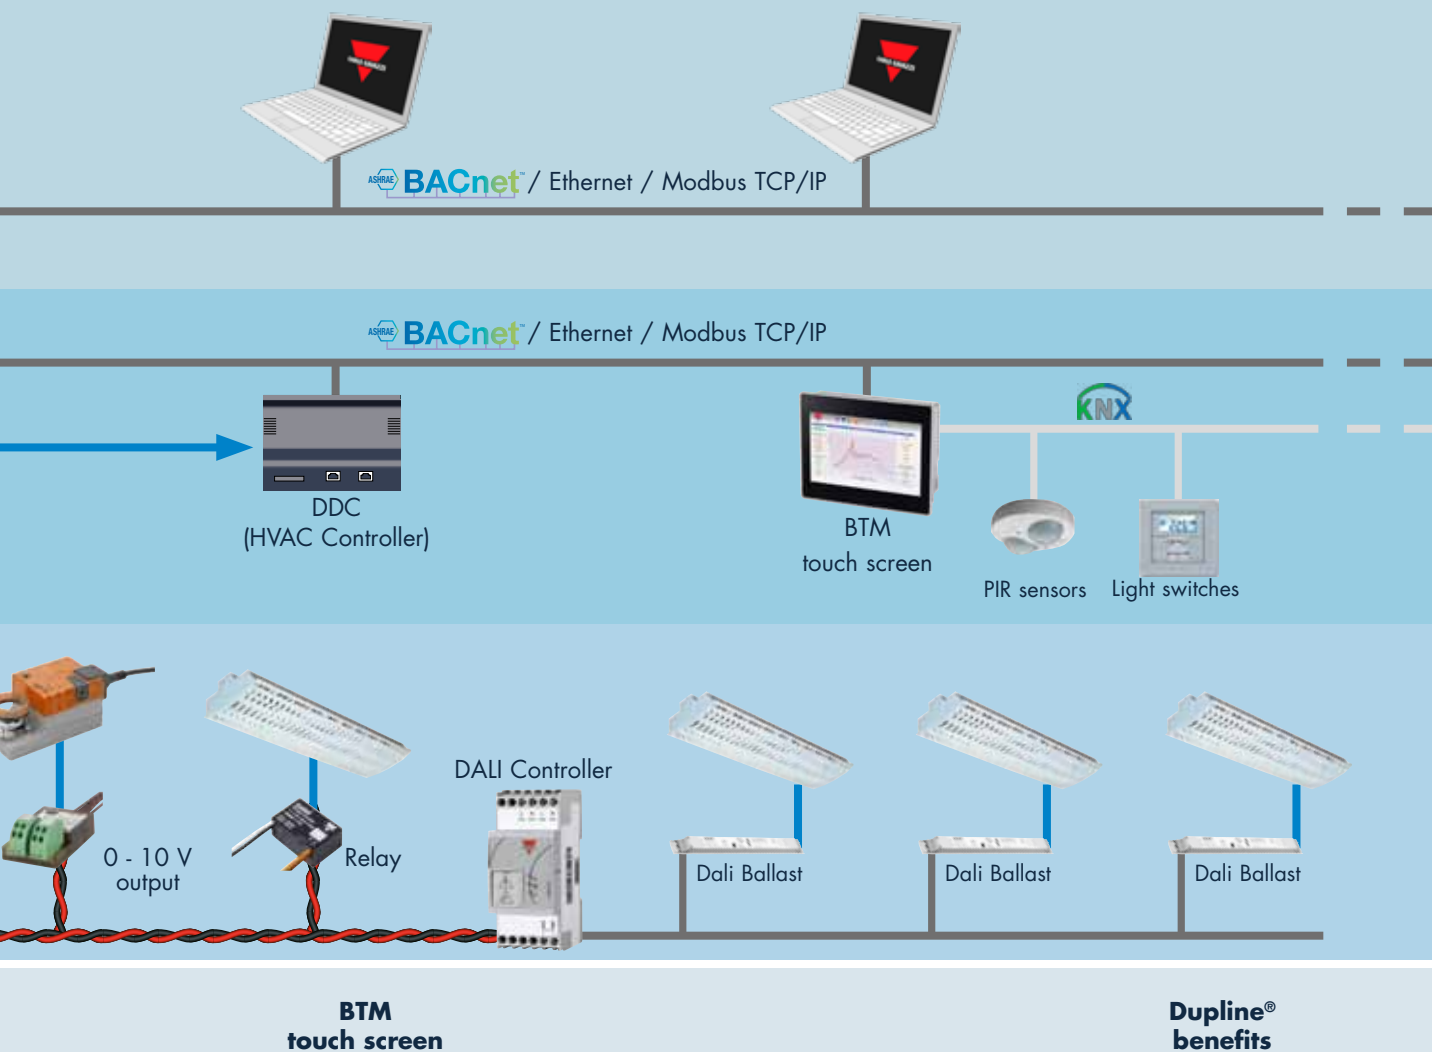 ASHRAE BACnet™ / Ethernet / Modbus TCP/IP
ASHRAE BACnet™ / Ethernet / Modbus TCP/IP
KNX
DDC
(HVAC Controller)
BTM
touch screen
PIR sensors
Light switches
DALI Controller
0 - 10 V
output
Relay
Dali Ballast
Dali Ballast
Dali Ballast
BTM
touch screen
Dupline®
benefits